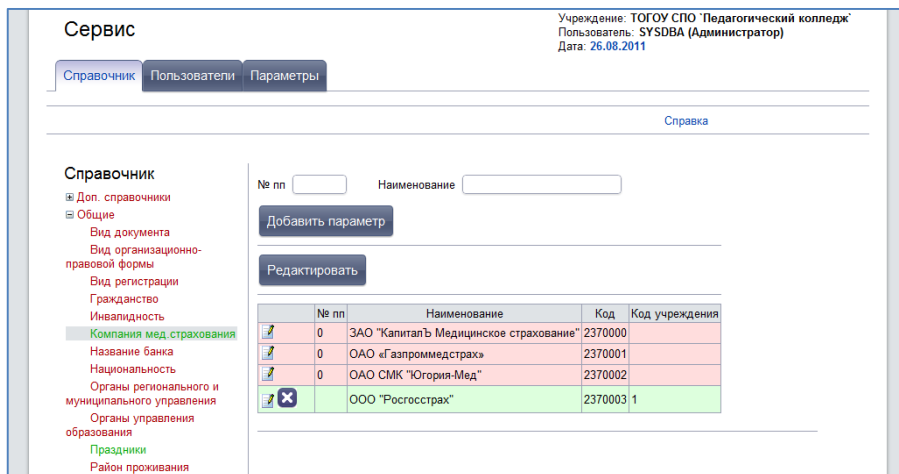 Сервис
Учреждение: ТОГОУ СПО `Педагогический колледж`
Пользователь: SYSDBA (Администратор)
Дата: 26.08.2011
Справочник Пользователи Параметры
Справка
Справочник
Доп. справочники
Общие
Вид документа
Вид организационно-
правовой формы
Вид регистрации
Гражданство
Инвалидность
Компания мед.страхования
Название банка
Национальность
Органы регионального и
муниципального управления
Органы управления
образования
Праздники
Район проживания
№ пп Наименование
Добавить параметр
Редактировать
№ пп Наименование Код Код учреждения
0 ЗАО "КапиталЪ Медицинское страхование" 2370000
0 ОАО «Газпроммедстрах» 2370001
0 ОАО СМК "Югория-Мед" 2370002
ООО "Росгосстрах" 2370003 1